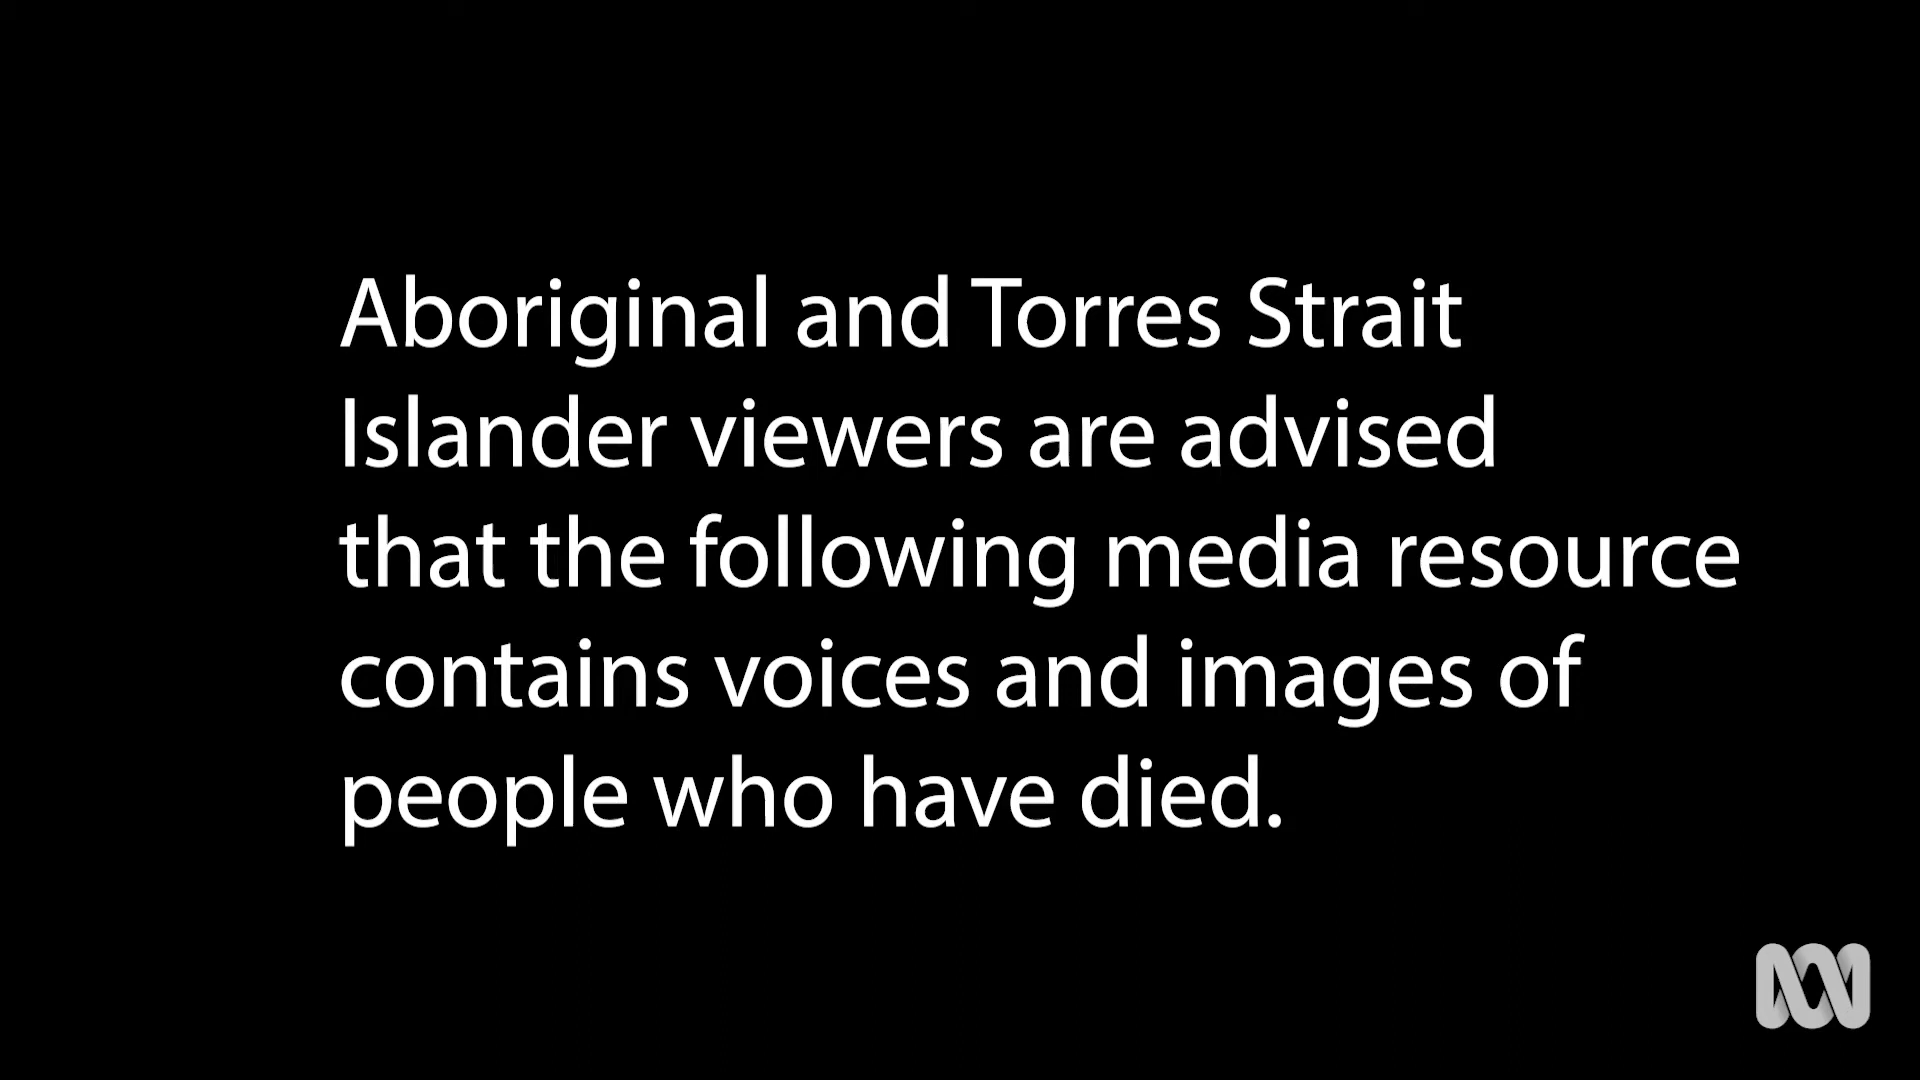 Aboriginal and Torres Strait
Islander viewers are advised
that the following media resource
contains voices and images of
people who have died.